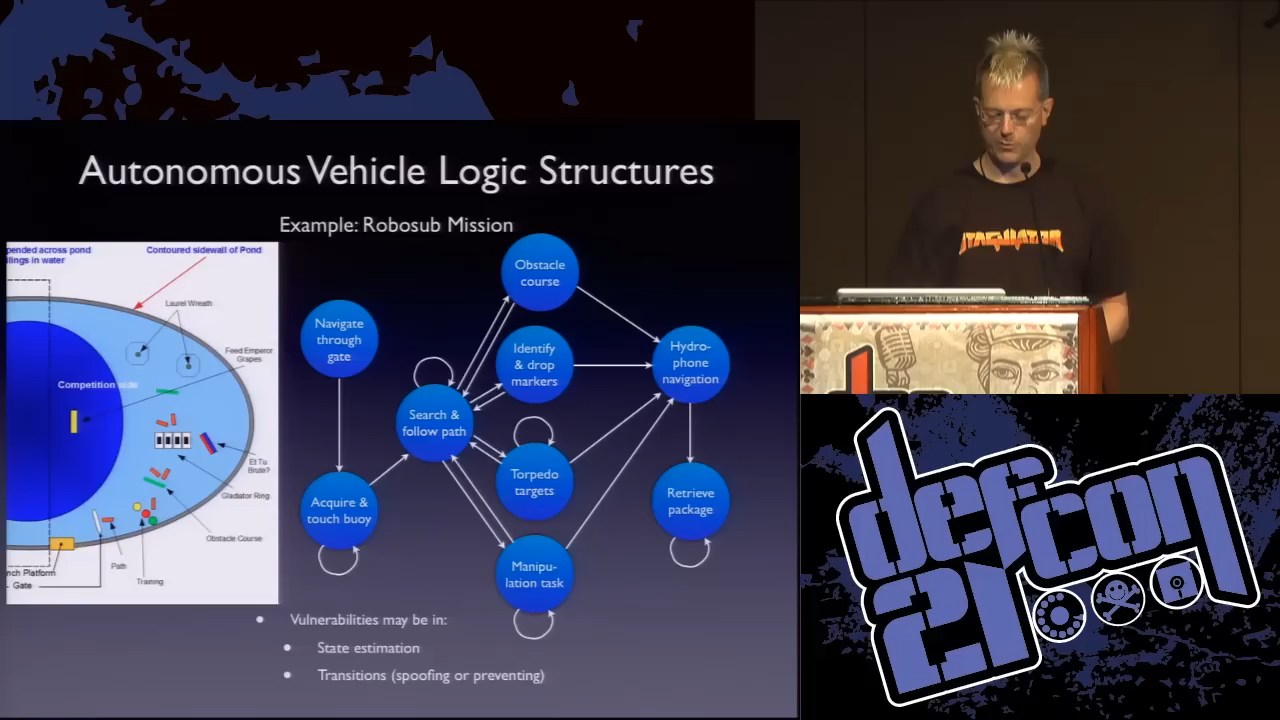 Autonomous Vehicle Logic Structures
Example: Robosub Mission
pended across pond
llings in water
Contoured sidewall of Pond
Laurel Wreath
Feed Emperor
Grapes
Competition side
Et Tu
Brute?
Gladiator Ring
Obstacle Course
nch Platform
Gate
Path
Training
Navigate
through
gate
Acquire &
touch buoy
Search &
follow path
Obstacle
course
Identify
& drop
markers
Torpedo
targets
Manipu-
lation task
Hydro-
phone
navigation
Retrieve
package
• Vulnerabilities may be in:
• State estimation
• Transitions (spoofing or preventing)
defcon
21